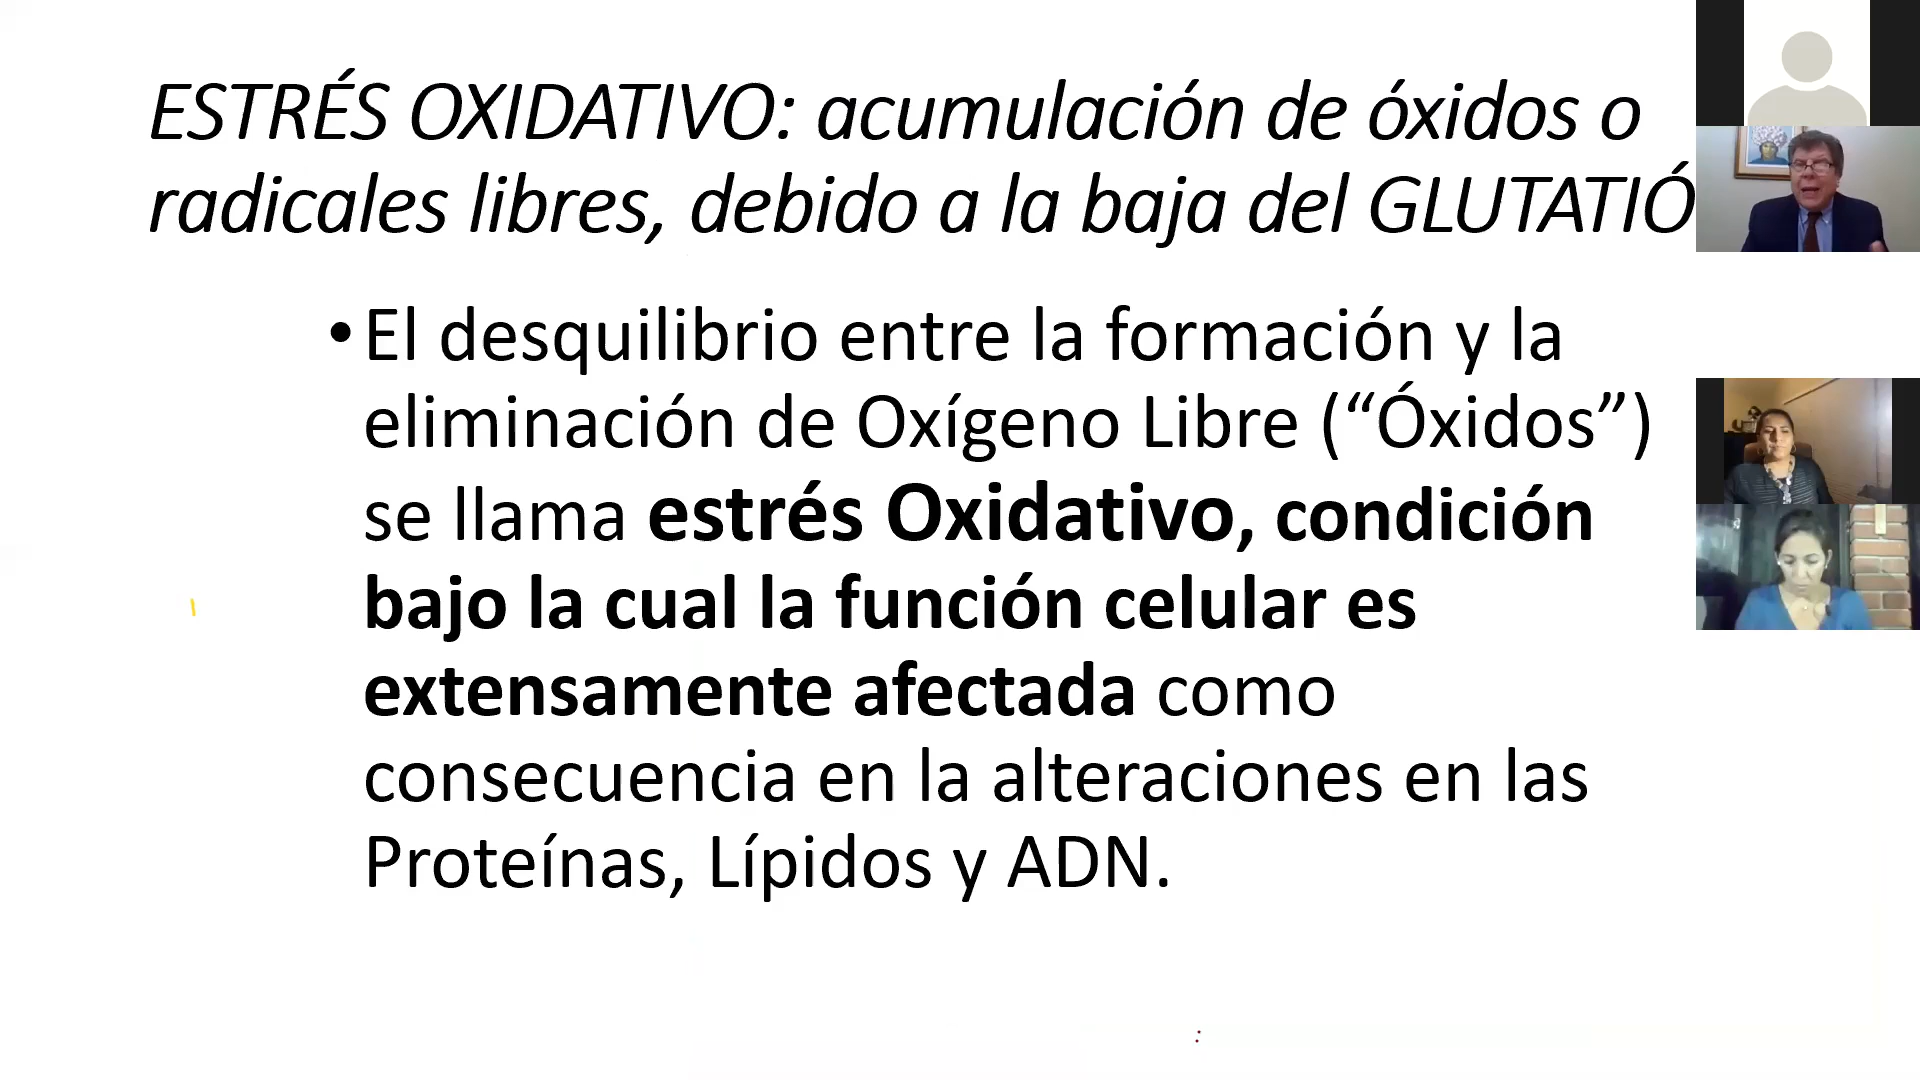 ESTRÉS OXIDATIVO: acumulación de óxidos o
radicales libres, debido a la baja del GLUTATIÓ
•El desquilibrio entre la formación y la
eliminación de Oxígeno Libre (“Óxidos”)
se llama estrés Oxidativo, condición
bajo la cual la función celular es
extensamente afectada como
consecuencia en la alteraciones en las
Proteínas, Lípidos y ADN.